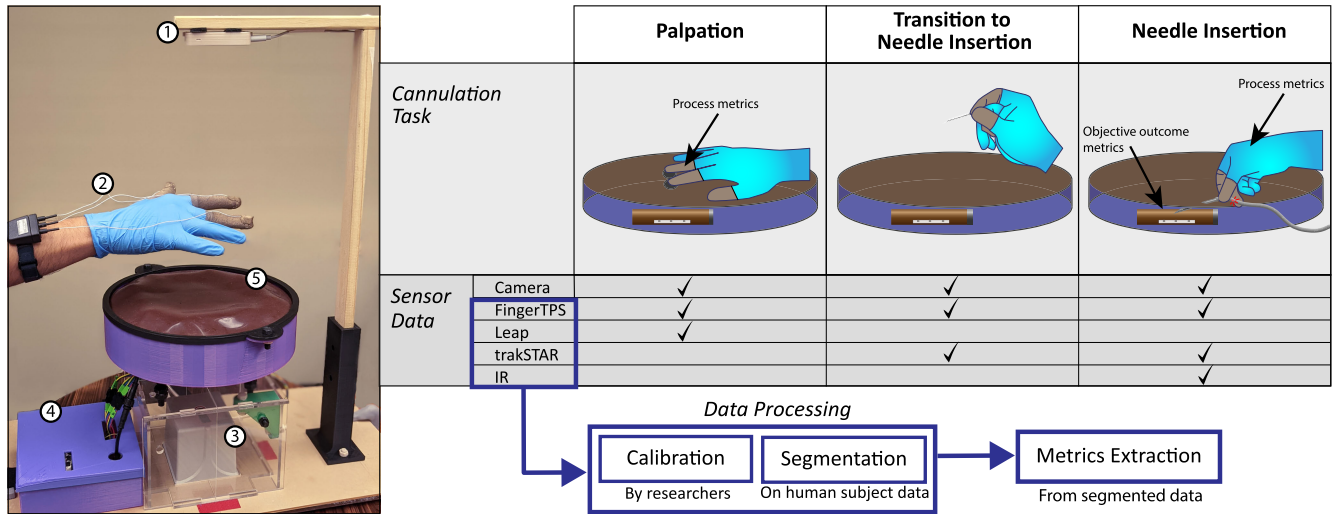 1
2
3
4
5
Palpation
Transition to
Needle Insertion
Needle Insertion
Cannulation
Task
Process metrics
Objective outcome
metrics
Process metrics
Sensor
Data
Camera
FingerTPS
Leap
trakSTAR
IR
Data Processing
Calibration
By researchers
Segmentation
On human subject data
Metrics Extraction
From segmented data